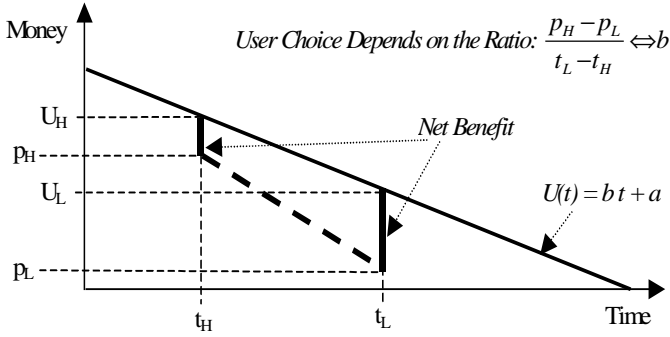 Money
User Choice Depends on the Ratio: \frac{p_H - p_L}{t_L - t_H} ⇔ b
U_H
Net Benefit
p_H
U_L
U(t) = b t + a
p_L
t_H
t_L
Time